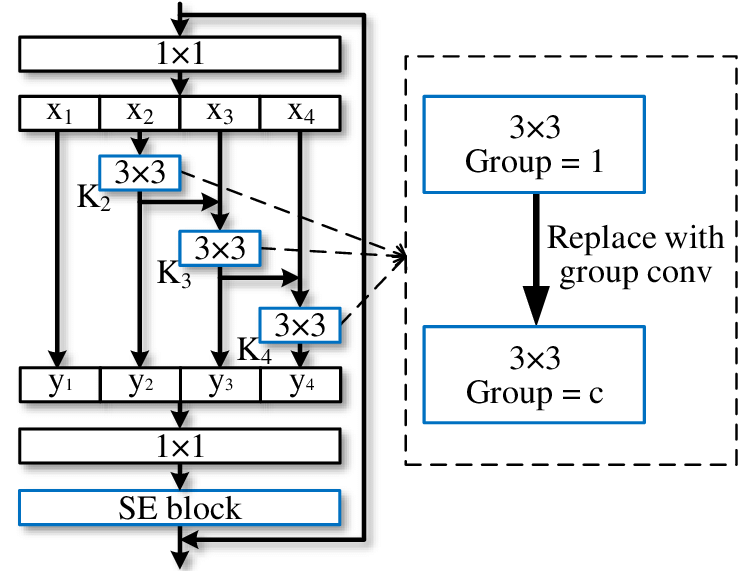 1×1
x1 x2 x3 x4
3×3
K2
3×3
K3
3×3
K4
y1 y2 y3 y4
1×1
SE block
3×3
Group = 1
Replace with
group conv
3×3
Group = c